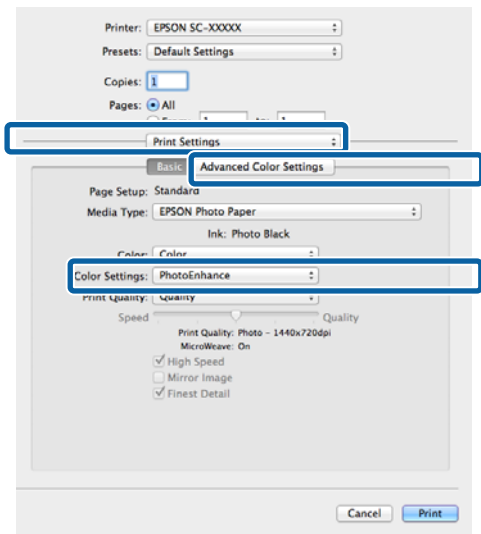 Printer: EPSON SC-XXXXX
Presets: Default Settings
Copies: 1
Pages: All
Print Settings
Basic Advanced Color Settings
Page Setup: Standard
Media Type: EPSON Photo Paper
Ink: Photo Black
Color: Color
Color Settings: PhotoEnhance
Print Quality: Quality
Speed Quality
Print Quality: Photo - 1440x720dpi
MicroWeave: On
High Speed
Mirror Image
Finest Detail
Cancel Print